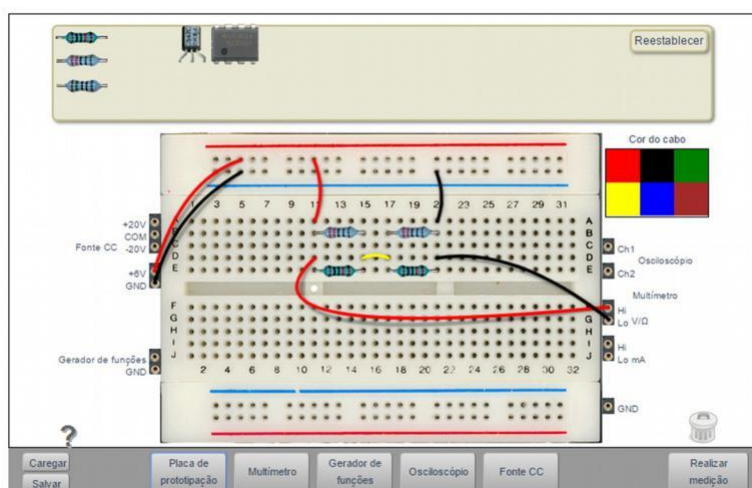 Reestablecer
Cor do cabo
1 3 5 7 9 11 13 15 17 19 2 23 25 27 29 31
A
B
C
D
E
A
C
D
E
+20V
COM
-20V
Fonte CC
+6V
GND
Ch1
Osciloscópio
Ch2
Multímetro
Hi
Lo V/Ω
Hi
Lo mA
F
G
H
I
J
F
G
H
I
J
Gerador de funções
GND
2 4 6 8 10 12 14 16 18 20 22 24 26 28 30 32
GND
?
Caregar
Salvar
Placa de
prototipação
Multímetro
Gerador de
funções
Osciloscópio
Fonte CC
Realizar
medição